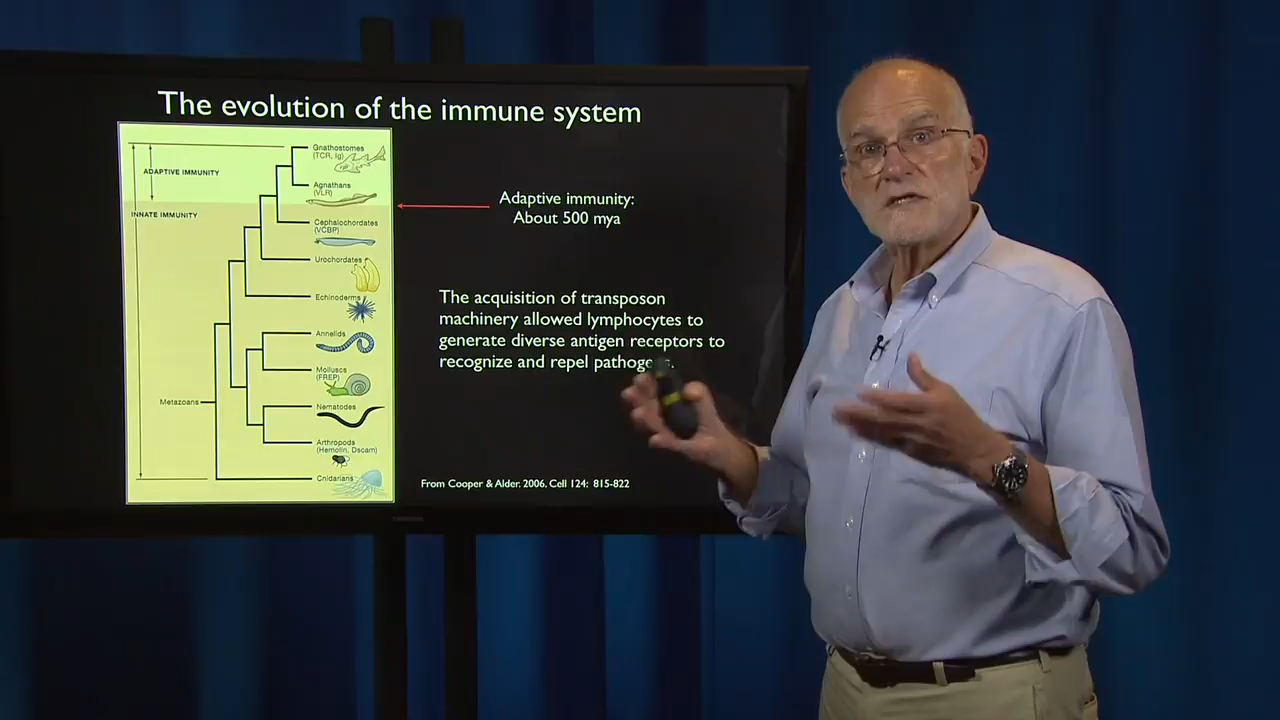 The evolution of the immune system
Gnathostomes
(TCR, Ig)
ADAPTIVE IMMUNITY
Agnathans
(VLR)
INNATE IMMUNITY
Cephalochordates
(VCBP)
Urochordates
Echinoderms
Annelids
Molluscs
(FREP)
Metazoans
Nematodes
Arthropods
(Hemolin, Dscam)
Cnidarians
Adaptive immunity:
About 500 mya
The acquisition of transposon
machinery allowed lymphocytes to
generate diverse antigen receptors to
recognize and repel
From Cooper & Alder. 2006. Cell 124: 815-822